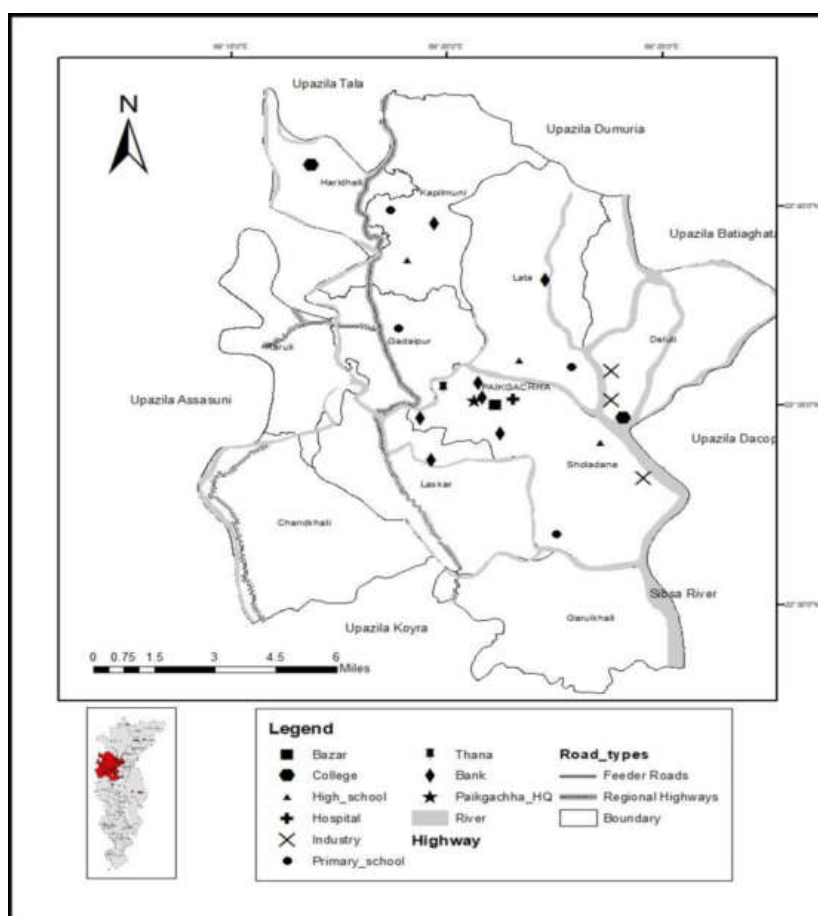 Upazila Tala
N
Upazila Dumuria
Haridhali
Kapilmuni
Upazila Batiaghata
Lata
Deluti
Gadaipur
Raruli
PAIKGACHHA
Upazila Assasuni
Upazila Dacop
Sholadana
Laskar
Chandkhali
Sibsa River
Garuikhali
Upazila Koyra
0 0.75 1.5 3 4.5 6
Miles
Legend
Bazar
College
High_school
Hospital
Industry
Primary_school
Thana
Bank
Paikgachha_HQ
River
Highway
Road_types
Feeder Roads
Regional Highways
Boundary